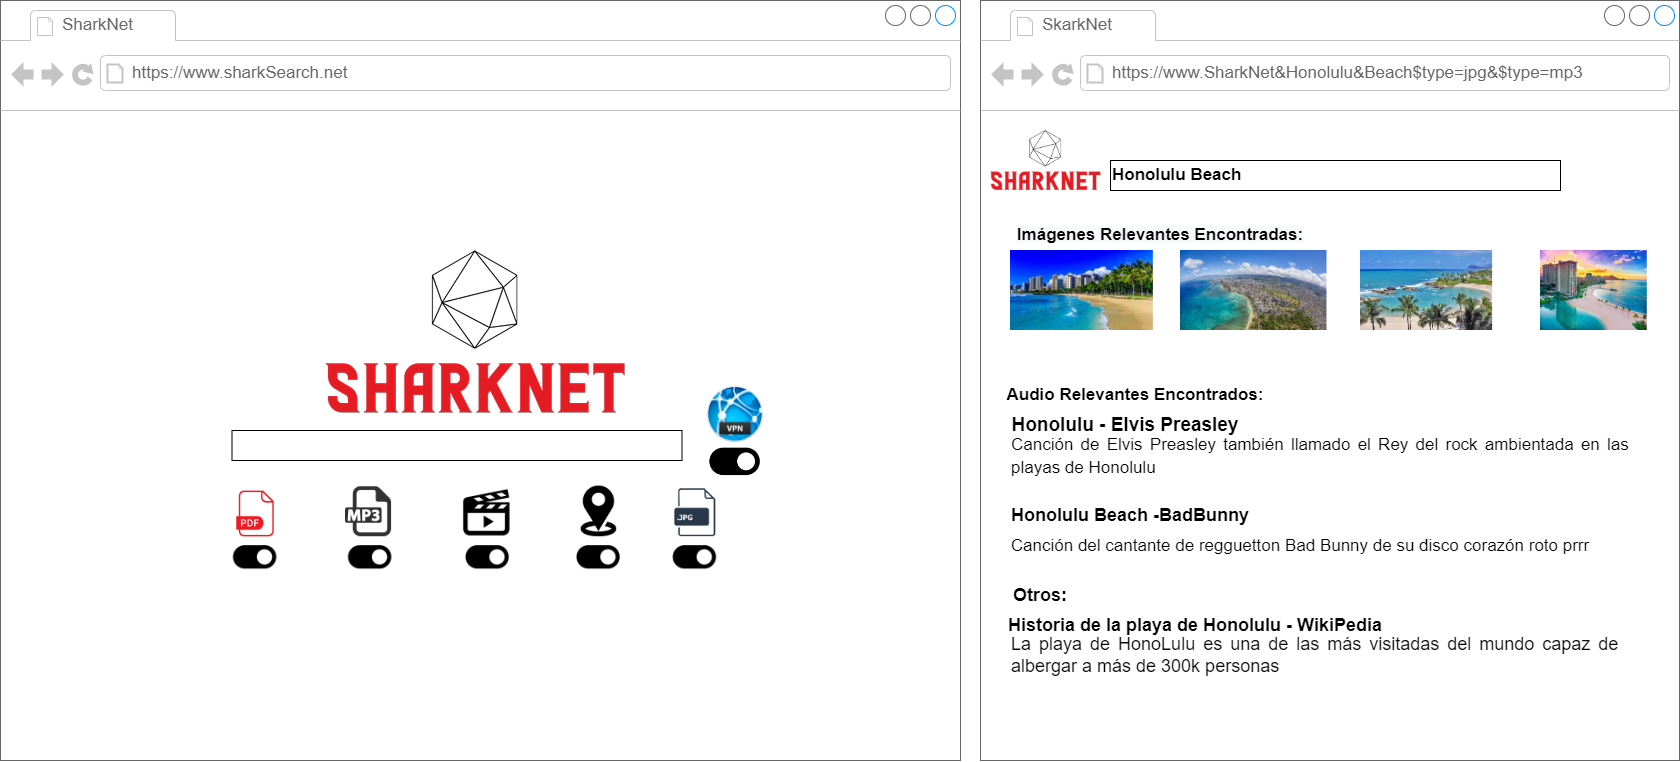 SharkNet
https://www.sharkSearch.net
SHARKNET
VPN
PDF
MP3
.JPG
SkarkNet
https://www.SharkNet&Honolulu&Beach$type=jpg&$type=mp3
SHARKNET
Honolulu Beach
Imágenes Relevantes Encontradas:
Audio Relevantes Encontrados:
Honolulu - Elvis Preasley
Canción de Elvis Preasley también llamado el Rey del rock ambientada en las
playas de Honolulu
Honolulu Beach -BadBunny
Canción del cantante de regguetton Bad Bunny de su disco corazón roto prrr
Otros:
Historia de la playa de Honolulu - WikiPedia
La playa de HonoLulu es una de las más visitadas del mundo capaz de
albergar a más de 300k personas